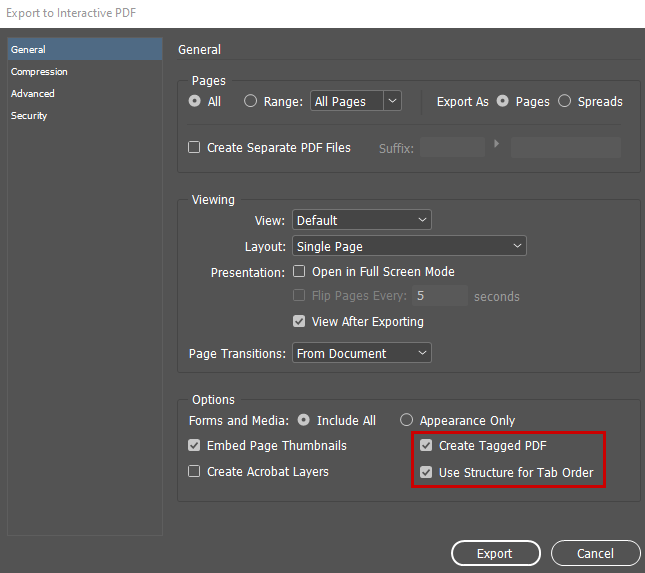 Export to Interactive PDF
General
Compression
Advanced
Security
General
Pages
All Range: All Pages Export As Pages Spreads
Create Separate PDF Files Suffix:
Viewing
View: Default
Layout: Single Page
Presentation: Open in Full Screen Mode
Flip Pages Every: 5 seconds
View After Exporting
Page Transitions: From Document
Options
Forms and Media: Include All Appearance Only
Embed Page Thumbnails Create Tagged PDF
Create Acrobat Layers Use Structure for Tab Order
Export Cancel